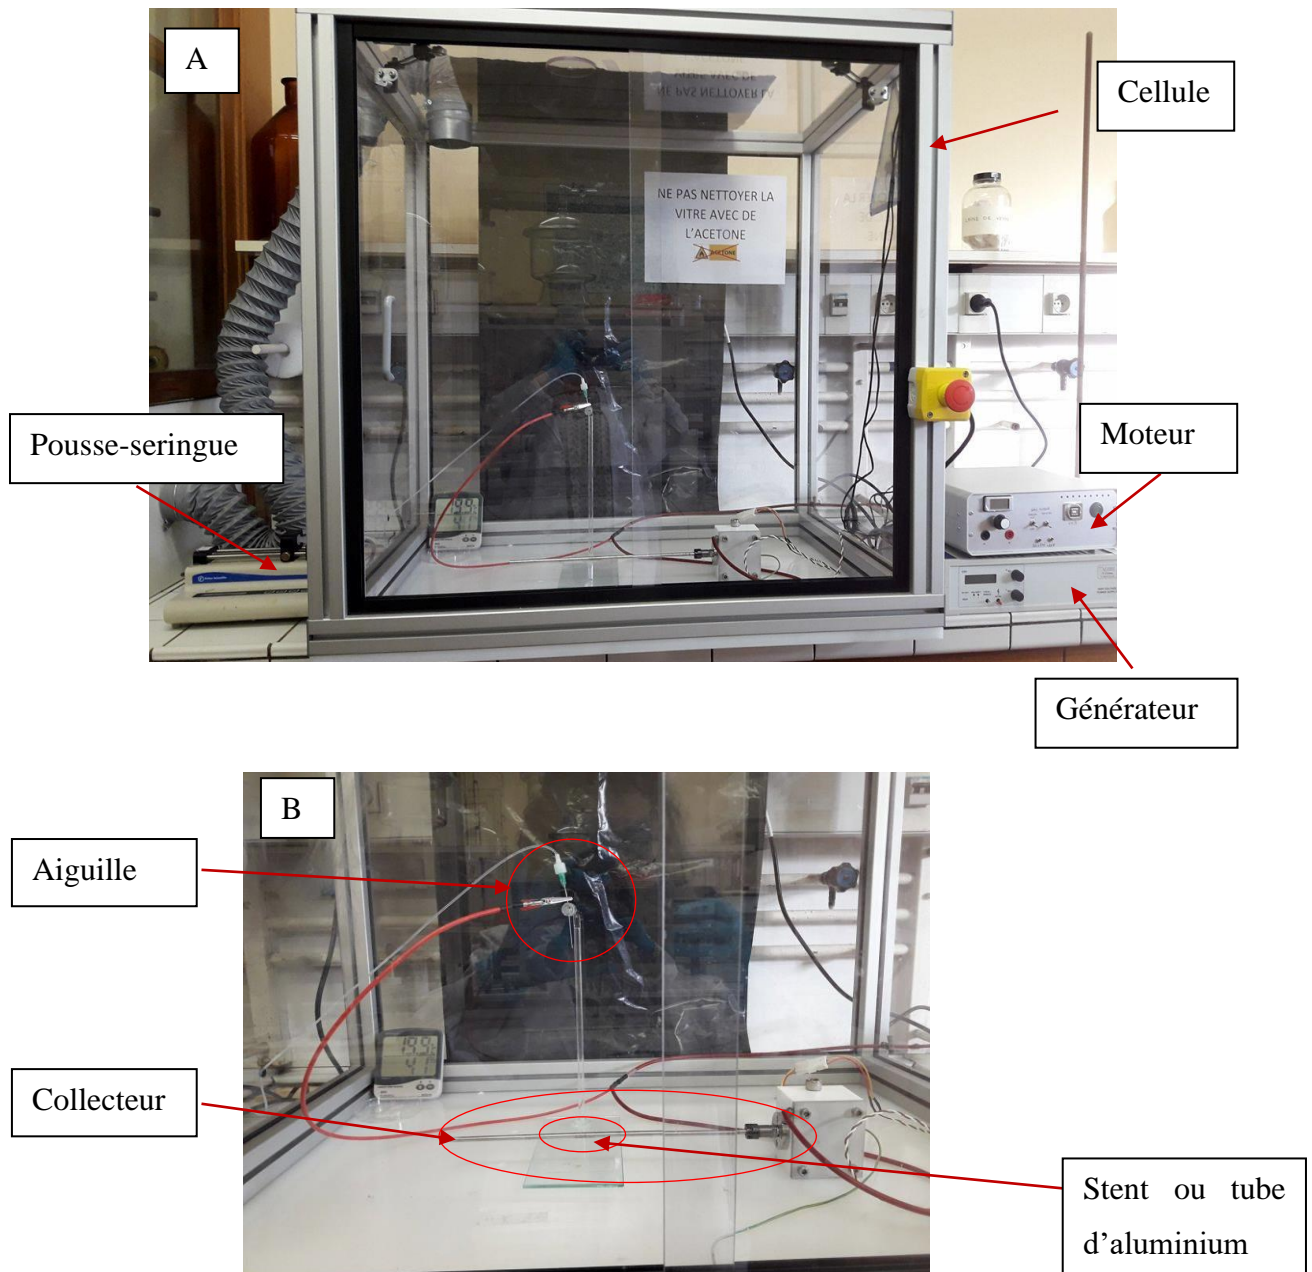 A
Cellule
NE PAS NETTOYER LA
VITRE AVEC DE
L'ACETONE
ACETONE
Pousse-seringue
Moteur
Générateur
B
Aiguille
Collecteur
Stent ou tube
d'aluminium